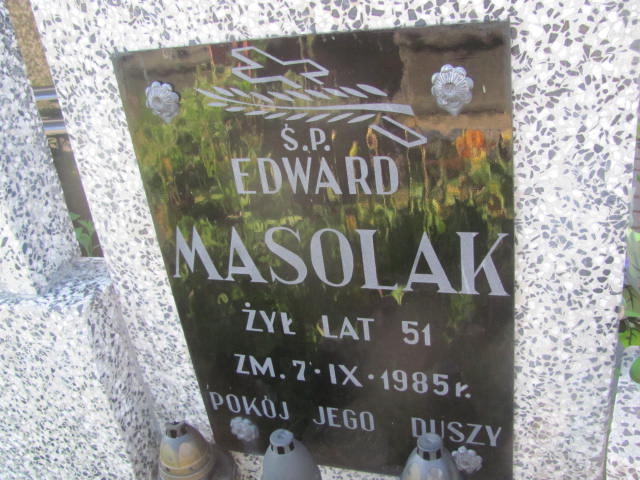 Ś.P.
EDWARD
MASOLAK
ŻYŁ LAT 51
ZM. 7·IX·1985 r.
POKÓJ JEGO DUSZY